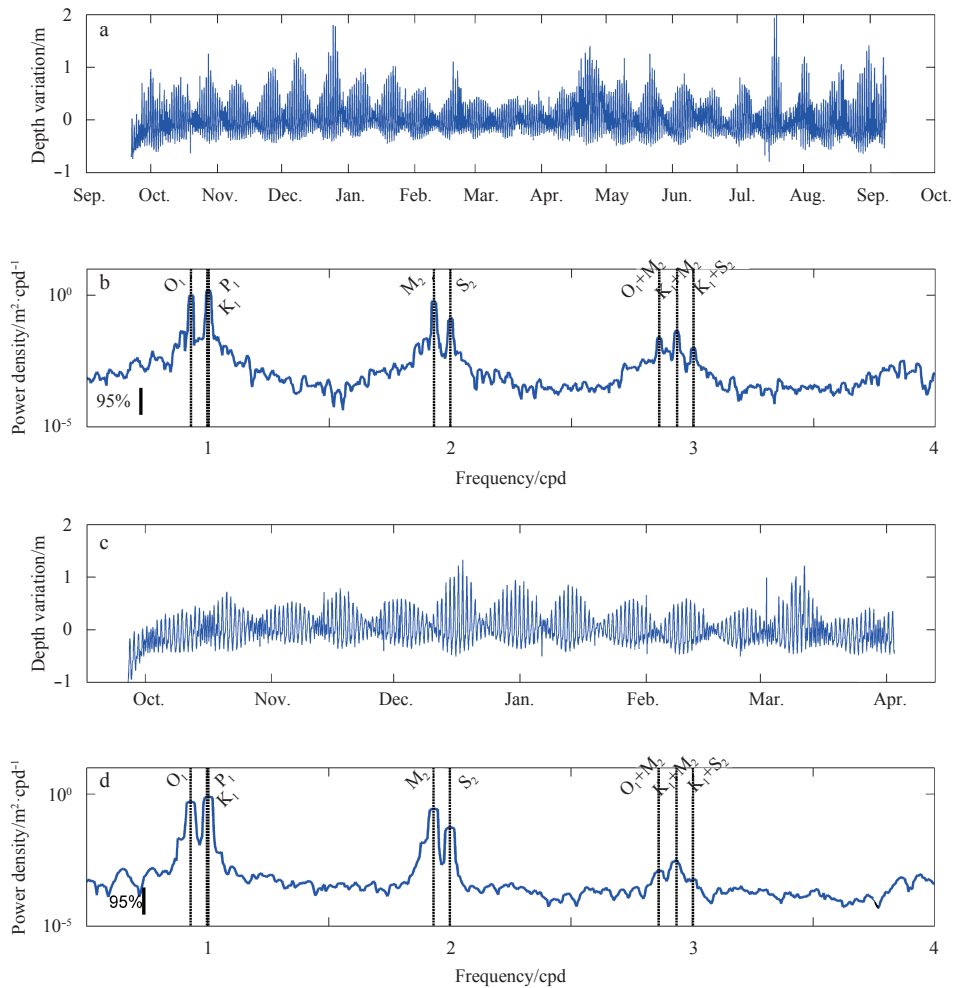 a
2
1
0
−1
Depth variation/m
Sep. Oct. Nov. Dec. Jan. Feb. Mar. Apr. May Jun. Jul. Aug. Sep. Oct.
b
O₁ P₁ M₂ S₂ O₁+M₂ K₁+M₂ K₁+S₂
K₁
10⁰
10⁻⁵
Power density/m²·cpd⁻¹
95%
1 2 3 4
Frequency/cpd
c
2
1
0
−1
Depth variation/m
Oct. Nov. Dec. Jan. Feb. Mar. Apr.
d
O₁ P₁ M₂ S₂ O₁+M₂ K₁+M₂ K₁+S₂
K₁
10⁰
10⁻⁵
Power density/m²·cpd⁻¹
95%
1 2 3 4
Frequency/cpd